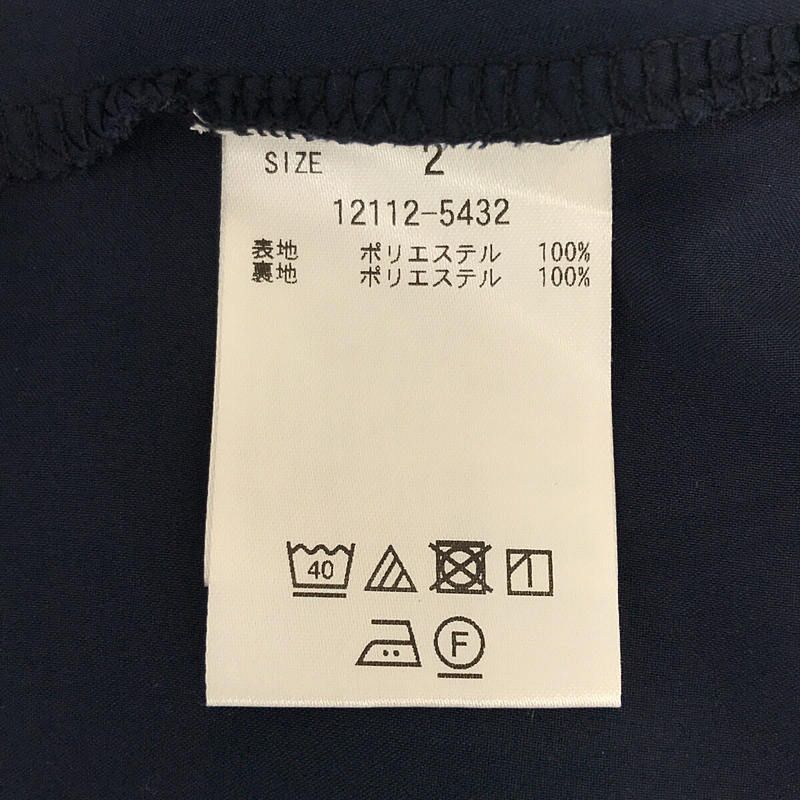 SIZE 2
12112-5432
表地 ポリエステル 100%
裏地 ポリエステル 100%
40
F